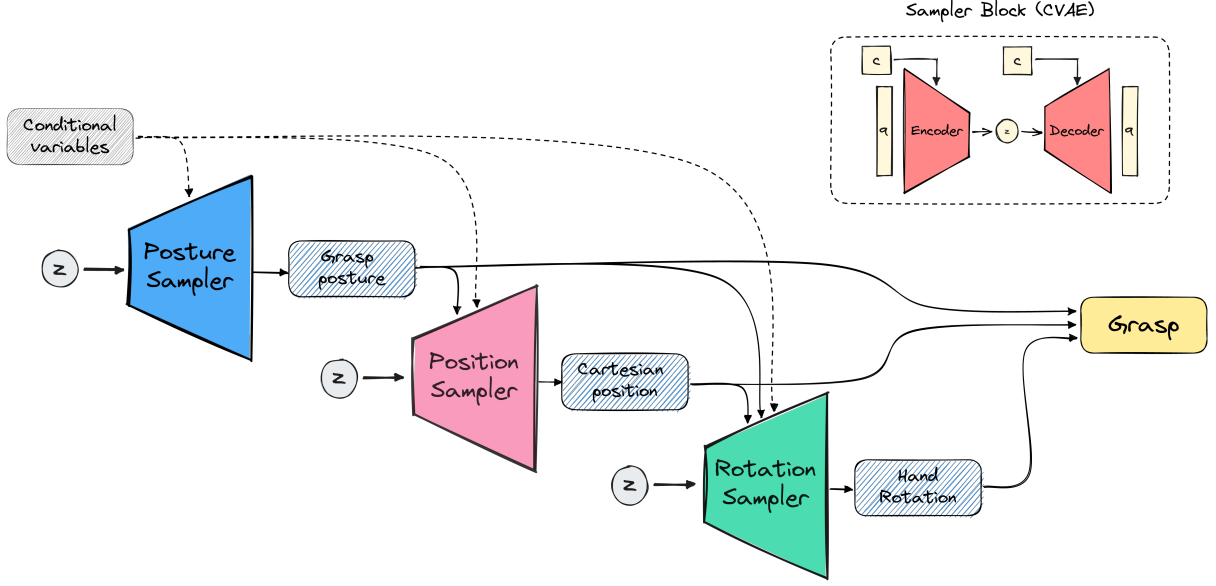 Sampler Block (CVAE)
c
c
q
Encoder
z
Decoder
q
Conditional
variables
z
Posture
Sampler
Grasp
posture
z
Position
Sampler
Cartesian
position
z
Rotation
Sampler
Hand
Rotation
Grasp